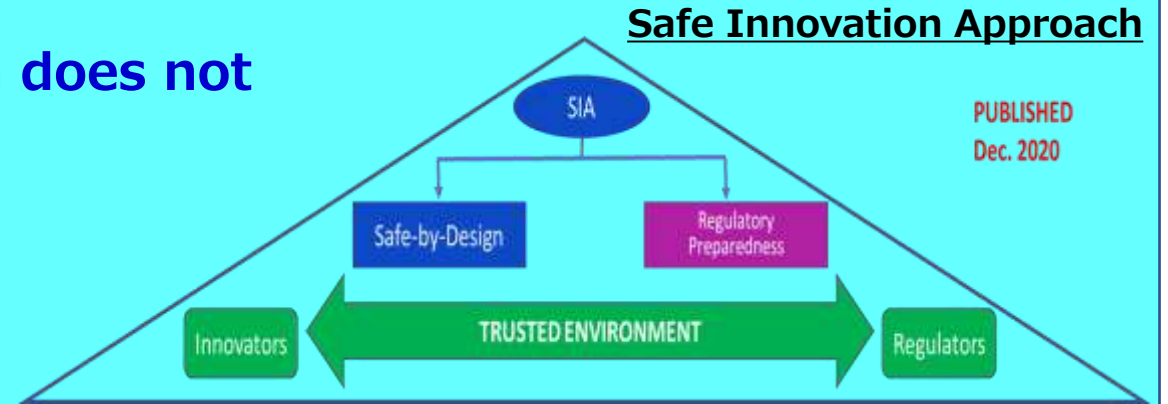 Safe Innovation Approach
does not
SIA
PUBLISHED
Dec. 2020
Safe-by-Design
Regulatory
Preparedness
TRUSTED ENVIRONMENT
Innovators
Regulators